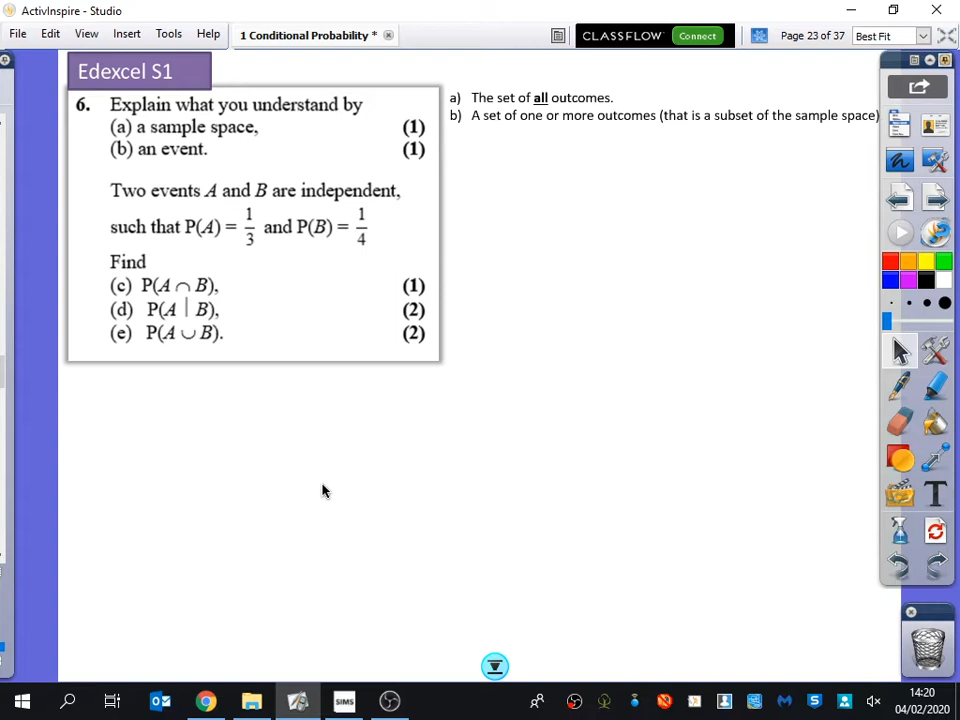 ActivInspire - Studio
File Edit View Insert Tools Help
1 Conditional Probability *
CLASSFLOW Connect
Page 23 of 37
Best Fit
Edexcel S1
6. Explain what you understand by
(a) a sample space, (1)
(b) an event. (1)
Two events A and B are independent,
such that P(A) = 1/3 and P(B) = 1/4
Find
(c) P(A ∩ B), (1)
(d) P(A | B), (2)
(e) P(A ∪ B). (2)
a) The set of all outcomes.
b) A set of one or more outcomes (that is a subset of the sample space)
T
SIMS
14:20
04/02/2020